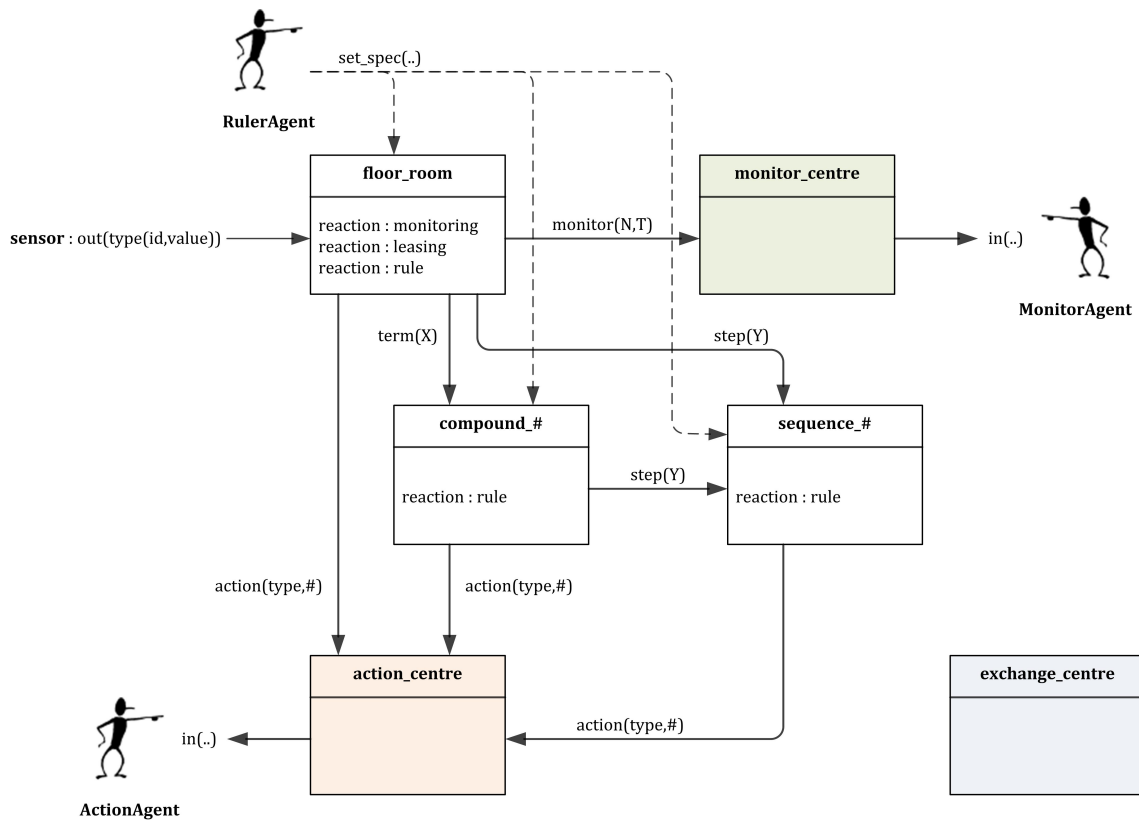 set_spec(..)
RulerAgent
floor_room
monitor_centre
reaction : monitoring
reaction : leasing
reaction : rule
sensor : out(type(id,value))
monitor(N,T)
in(..)
MonitorAgent
term(X)
step(Y)
compound_#
sequence_#
step(Y)
reaction : rule
reaction : rule
action(type,#)
action(type,#)
action_centre
exchange_centre
action(type,#)
in(..)
ActionAgent